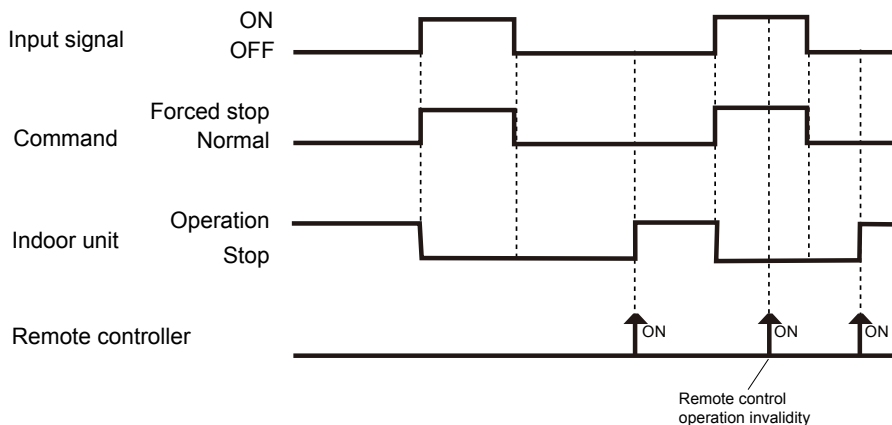 ON
Input signal
OFF
Forced stop
Command
Normal
Operation
Indoor unit
Stop
Remote controller
ON
ON
ON
Remote control
operation invalidity